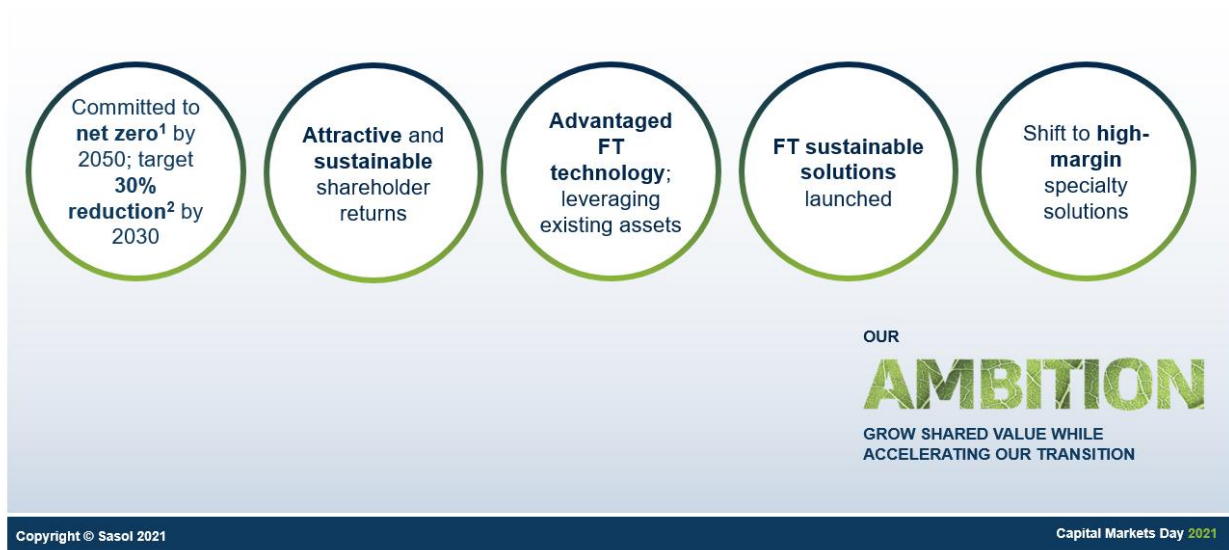 Committed to
net zero¹ by
2050; target
30%
reduction² by
2030
Attractive and
sustainable
shareholder
returns
Advantaged
FT
technology;
leveraging
existing assets
FT sustainable
solutions
launched
Shift to high-
margin
specialty
solutions
OUR
AMBITION
GROW SHARED VALUE WHILE
ACCELERATING OUR TRANSITION
Copyright © Sasol 2021
Capital Markets Day 2021